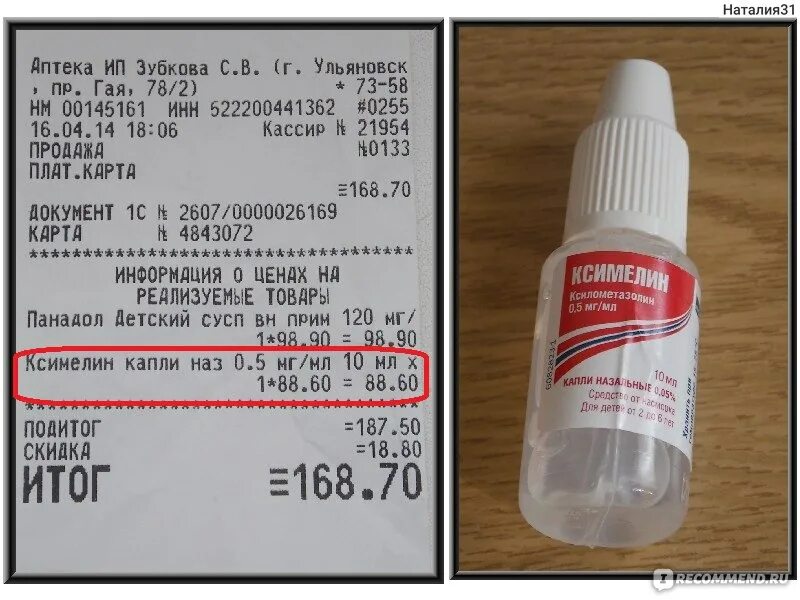 Наталия31
Аптека ИП Зубкова С.В. (г. Ульяновск
, пр. Гая, 78/2) * 73-58
НМ 00145161 ИНН 522200441362 #0255
16.04.14 18:06 Кассир № 21954
ПРОДАЖА №0133
ПЛАТ.КАРТА
≡168.70
ДОКУМЕНТ 1С № 2607/0000026169
КАРТА № 4843072
************************************
ИНФОРМАЦИЯ О ЦЕНАХ НА
РЕАЛИЗУЕМЫЕ ТОВАРЫ
Панадол Детский сусп вн прим 120 мг/
1*98.90 = 98.90
Ксимелин капли наз 0.5 мг/мл 10 мл х
1*88.60 = 88.60
************************************
ПОДИТОГ =187.50
СКИДКА =18.80
ИТОГ ≡168.70
КСИМЕЛИН
Ксилометазолин
0,5 мг/мл
10 мл
КАПЛИ НАЗАЛЬНЫЕ 0,05%
Средство от насморка
Для детей от 2 до 6 лет
Хранить при
IRECOMMEND.RU